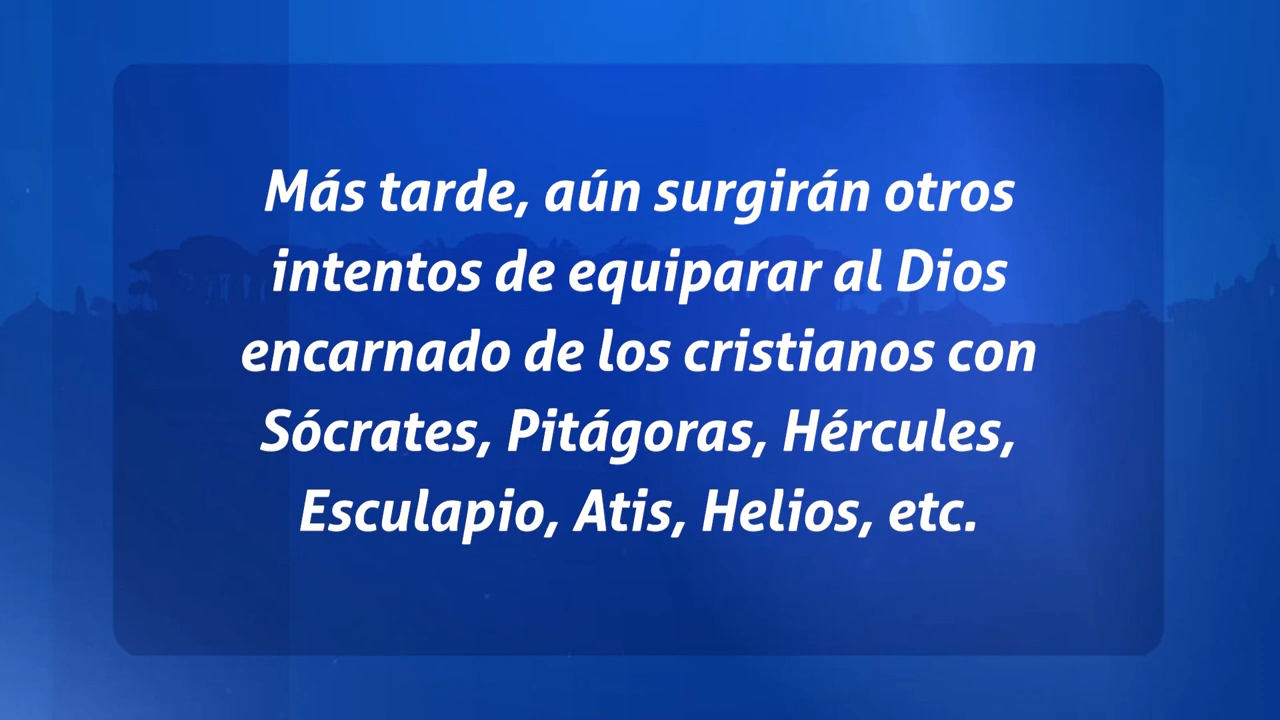 Más tarde, aún surgirán otros
intentos de equiparar al Dios
encarnado de los cristianos con
Sócrates, Pitágoras, Hércules,
Esculapio, Atis, Helios, etc.